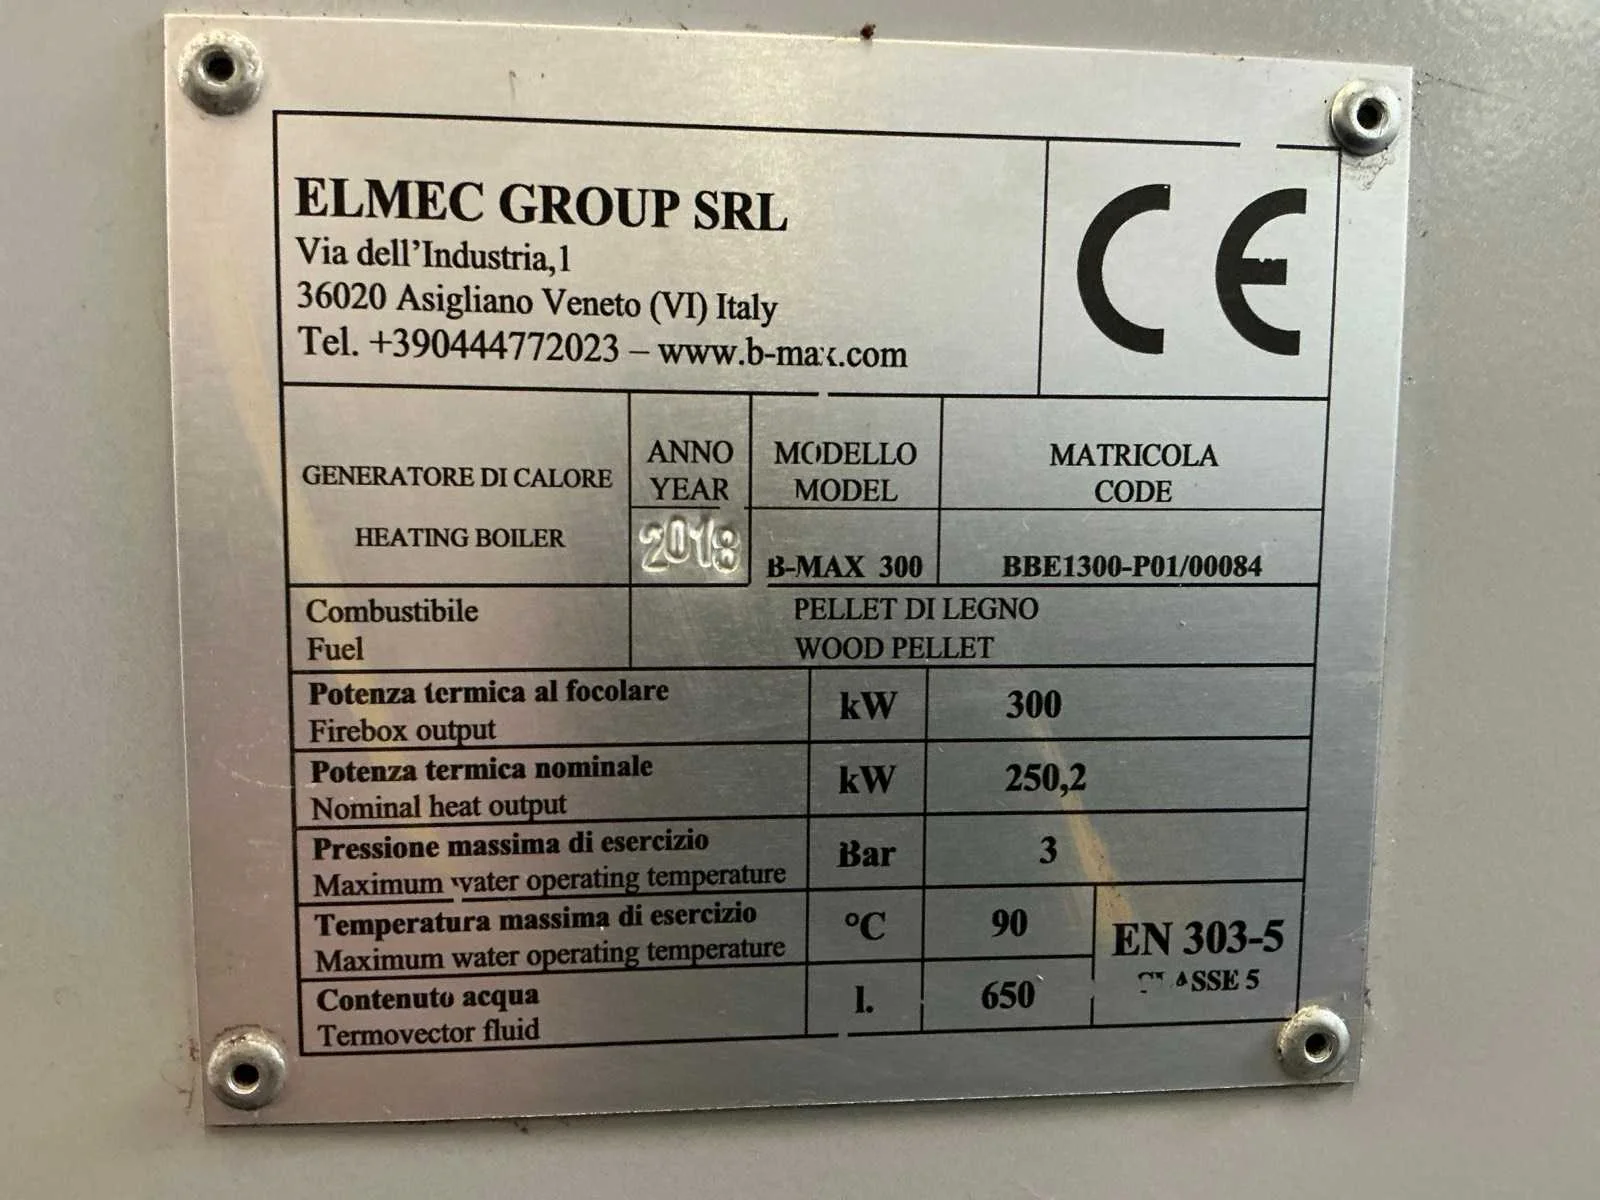 ELMEC GROUP SRL
Via dell'Industria,1
36020 Asigliano Veneto (VI) Italy
Tel. +390444772023 – www.b-max.com
CE
GENERATORE DI CALORE
HEATING BOILER
ANNO
YEAR
2018
MODELLO
MODEL
B-MAX 300
MATRICOLA
CODE
BBE1300-P01/00084
Combustibile
Fuel
PELLET DI LEGNO
WOOD PELLET
Potenza termica al focolare
Firebox output
kW
300
Potenza termica nominale
Nominal heat output
kW
250,2
Pressione massima di esercizio
Maximum water operating temperature
Bar
3
Temperatura massima di esercizio
Maximum water operating temperature
°C
90
Contenuto acqua
Termovector fluid
l.
650
EN 303-5
CLASSE 5